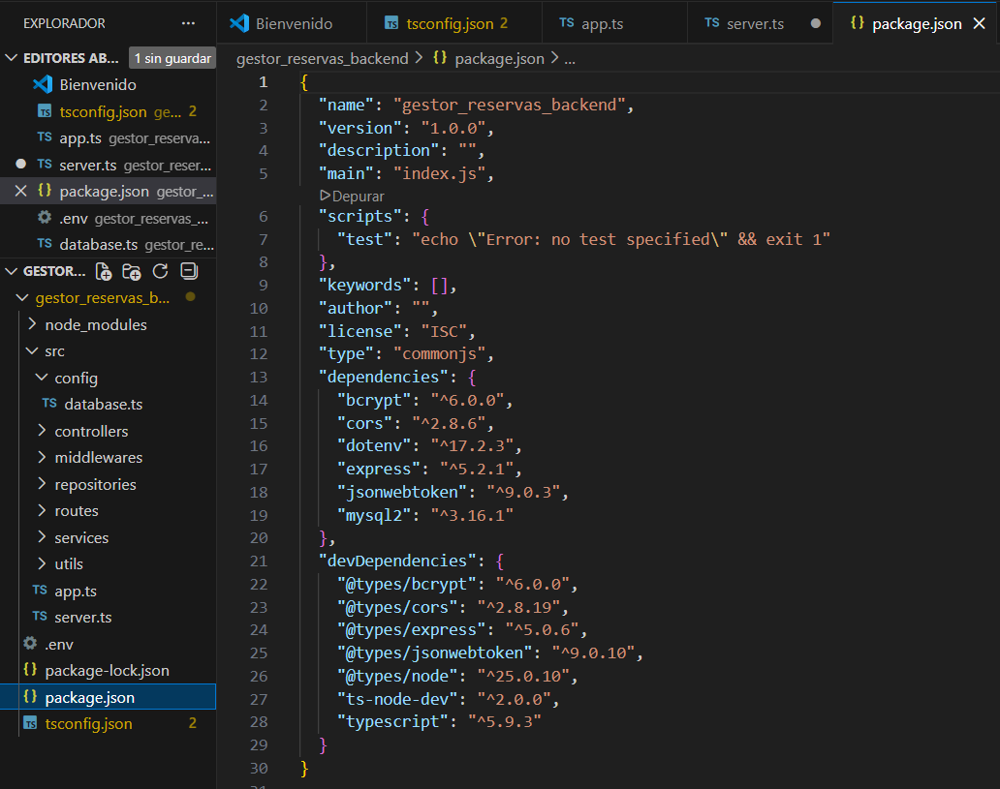 EXPLORADOR ···
EDITORES AB... 1 sin guardar
Bienvenido
tsconfig.json ge... 2
TS app.ts gestor_reserva...
TS server.ts gestor_reser...
{} package.json gestor_...
.env gestor_reservas_...
TS database.ts gestor_re...
GESTOR...
gestor_reservas_b...
node_modules
src
config
TS database.ts
controllers
middlewares
repositories
routes
services
utils
TS app.ts
TS server.ts
.env
{} package-lock.json
{} package.json
TS tsconfig.json 2
Bienvenido TS tsconfig.json 2 TS app.ts TS server.ts {} package.json
gestor_reservas_backend > {} package.json > ...
1 {
2 "name": "gestor_reservas_backend",
3 "version": "1.0.0",
4 "description": "",
5 "main": "index.js",
Depurar
6 "scripts": {
7 "test": "echo \"Error: no test specified\" && exit 1"
8 },
9 "keywords": [],
10 "author": "",
11 "license": "ISC",
12 "type": "commonjs",
13 "dependencies": {
14 "bcrypt": "^6.0.0",
15 "cors": "^2.8.6",
16 "dotenv": "^17.2.3",
17 "express": "^5.2.1",
18 "jsonwebtoken": "^9.0.3",
19 "mysql2": "^3.16.1"
20 },
21 "devDependencies": {
22 "@types/bcrypt": "^6.0.0",
23 "@types/cors": "^2.8.19",
24 "@types/express": "^5.0.6",
25 "@types/jsonwebtoken": "^9.0.10",
26 "@types/node": "^25.0.10",
27 "ts-node-dev": "^2.0.0",
28 "typescript": "^5.9.3"
29 }
30 }